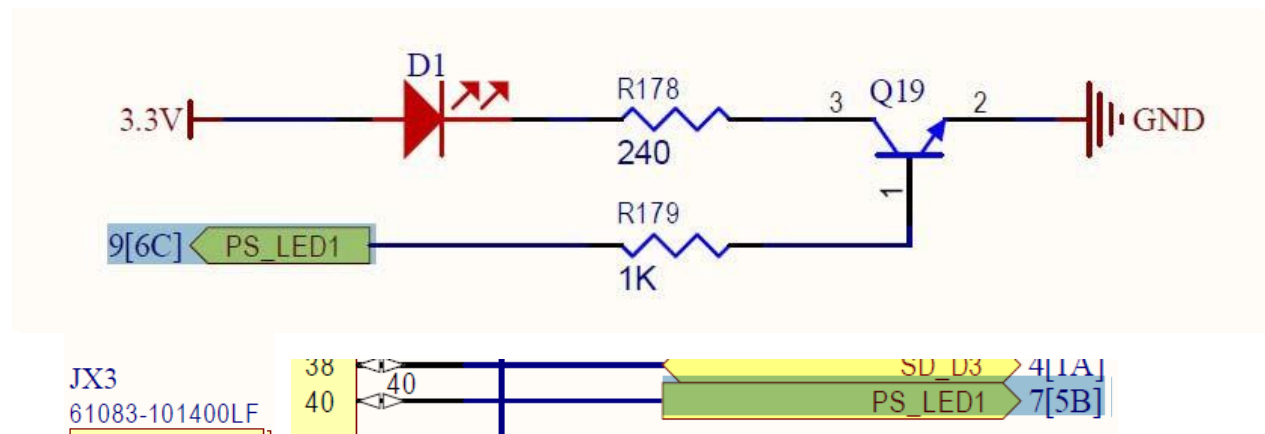 D1
R178
3
Q19
2
3.3V
GND
240
1
R179
9[6C]
PS_LED1
1K
38
SD_D3
4[1A]
JX3
40
61083-101400LF
40
PS_LED1
7[5B]